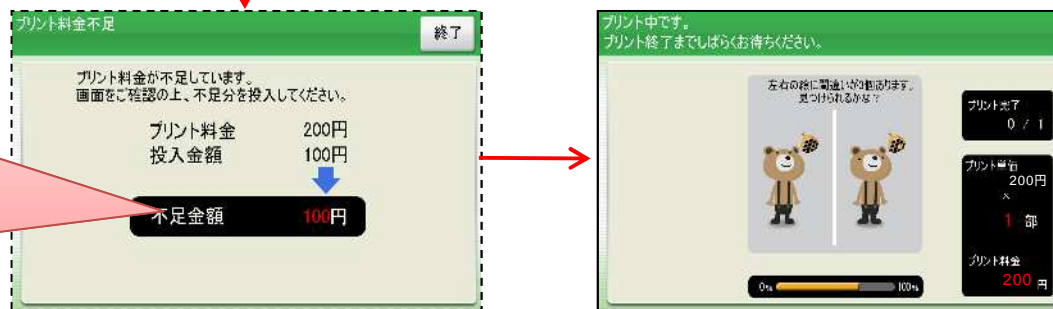 プリント料金不足
終了
プリント料金が不足しています。
画面をご確認の上、不足分を投入してください。
プリント料金 200円
投入金額 100円
不足金額 100円
プリント中です。
プリント終了までしばらくお待ちください。
左右の絵に間違いが3個あります。
見つけられるかな？
プリント完了
0 / 1
プリント単価
200円
×
1 部
プリント料金
200 円
0% 100%